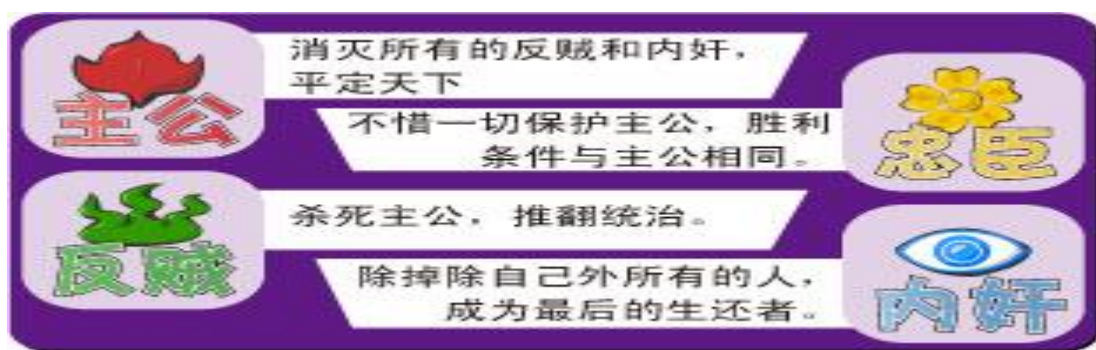 主公
消灭所有的反贼和内奸，
平定天下
不惜一切保护主公，胜利
条件与主公相同。
忠臣
反贼
杀死主公，推翻统治。
除掉除自己外所有的人，
成为最后的生还者。
内奸